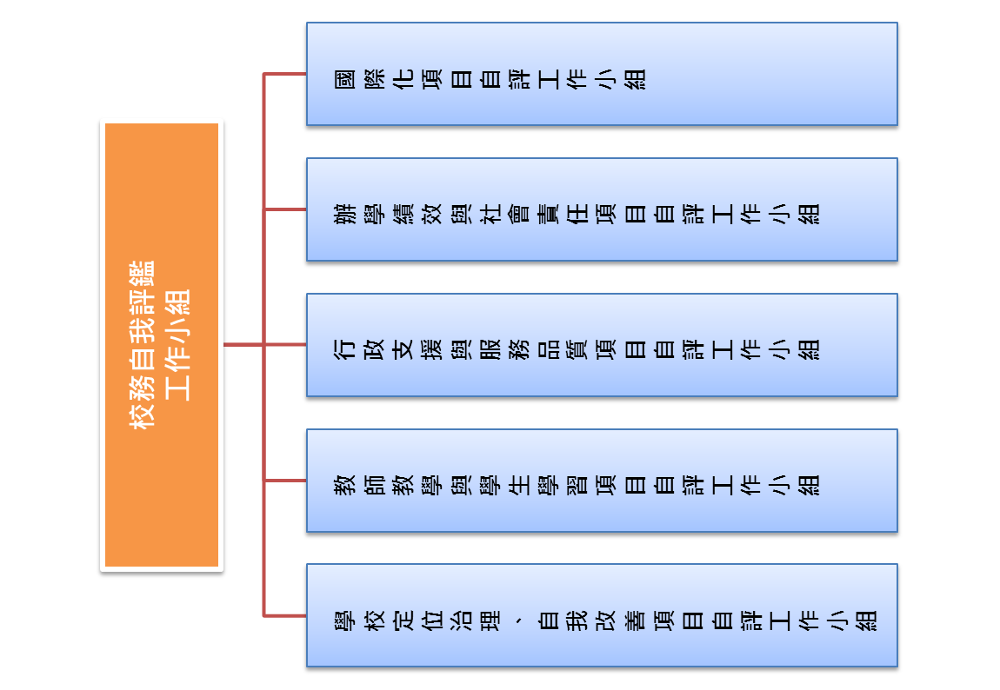 校務自我評鑑
工作小組
學校定位治理、自我改善項目自評工作小組
教師教學與學生學習項目自評工作小組
行政支援與服務品質項目自評工作小組
辦學績效與社會責任項目自評工作小組
國際化項目自評工作小組